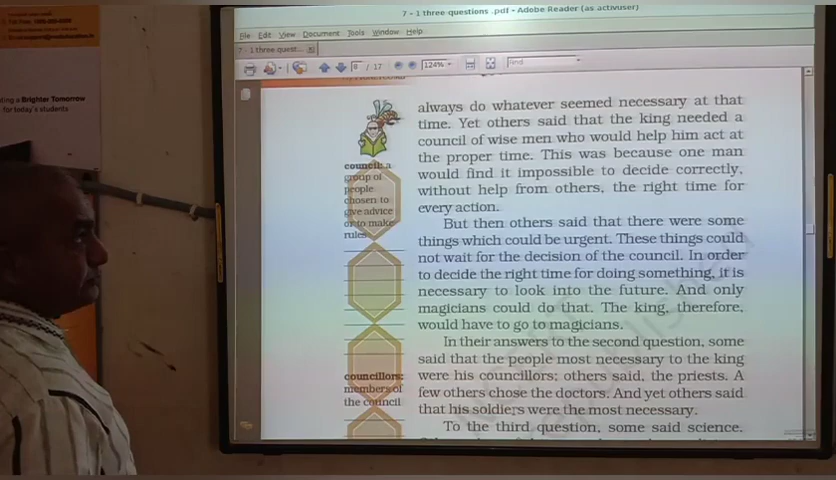 7 - 1 three questions .pdf - Adobe Reader (as activuser)
File Edit View Document Tools Window Help
7 - 1 three quest...
8 / 17 124% Find
Brighter Tomorrow
for today's students
always do whatever seemed necessary at that
time. Yet others said that the king needed a
council of wise men who would help him act at
the proper time. This was because one man
would find it impossible to decide correctly,
without help from others, the right time for
every action.
council: a
group of
people
chosen to
give advice
or to make
rules
But then others said that there were some
things which could be urgent. These things could
not wait for the decision of the council. In order
to decide the right time for doing something, it is
necessary to look into the future. And only
magicians could do that. The king, therefore,
would have to go to magicians.
In their answers to the second question, some
said that the people most necessary to the king
were his councillors; others said, the priests. A
few others chose the doctors. And yet others said
that his soldiers were the most necessary.
councillors:
members of
the council
To the third question, some said science.